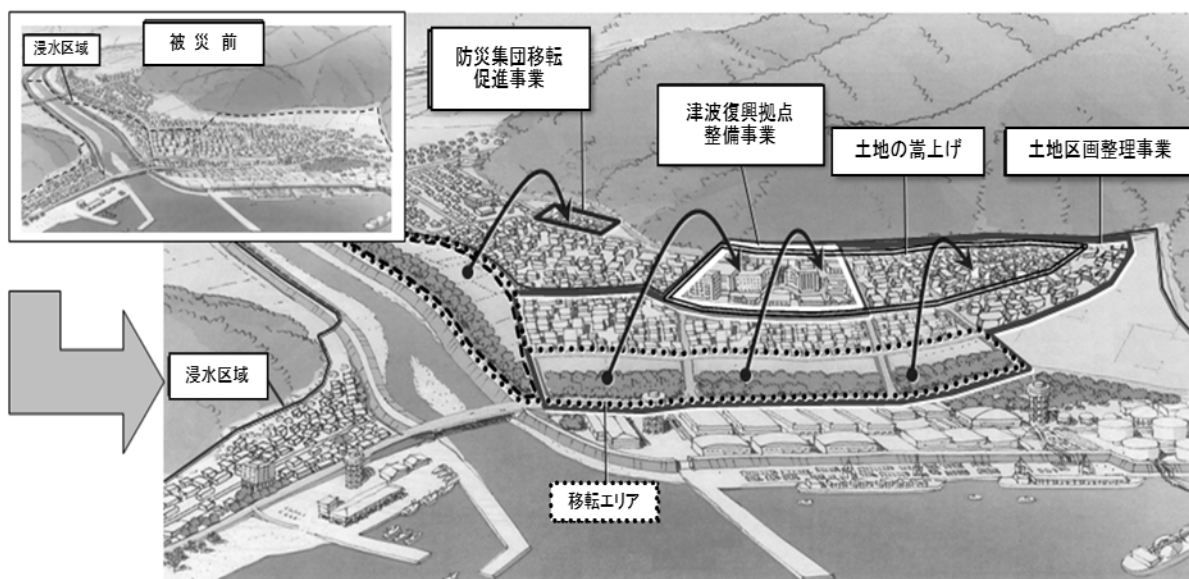 浸水区域
被災前
防災集団移転
促進事業
津波復興拠点
整備事業
土地の嵩上げ
土地区画整理事業
浸水区域
移転エリア